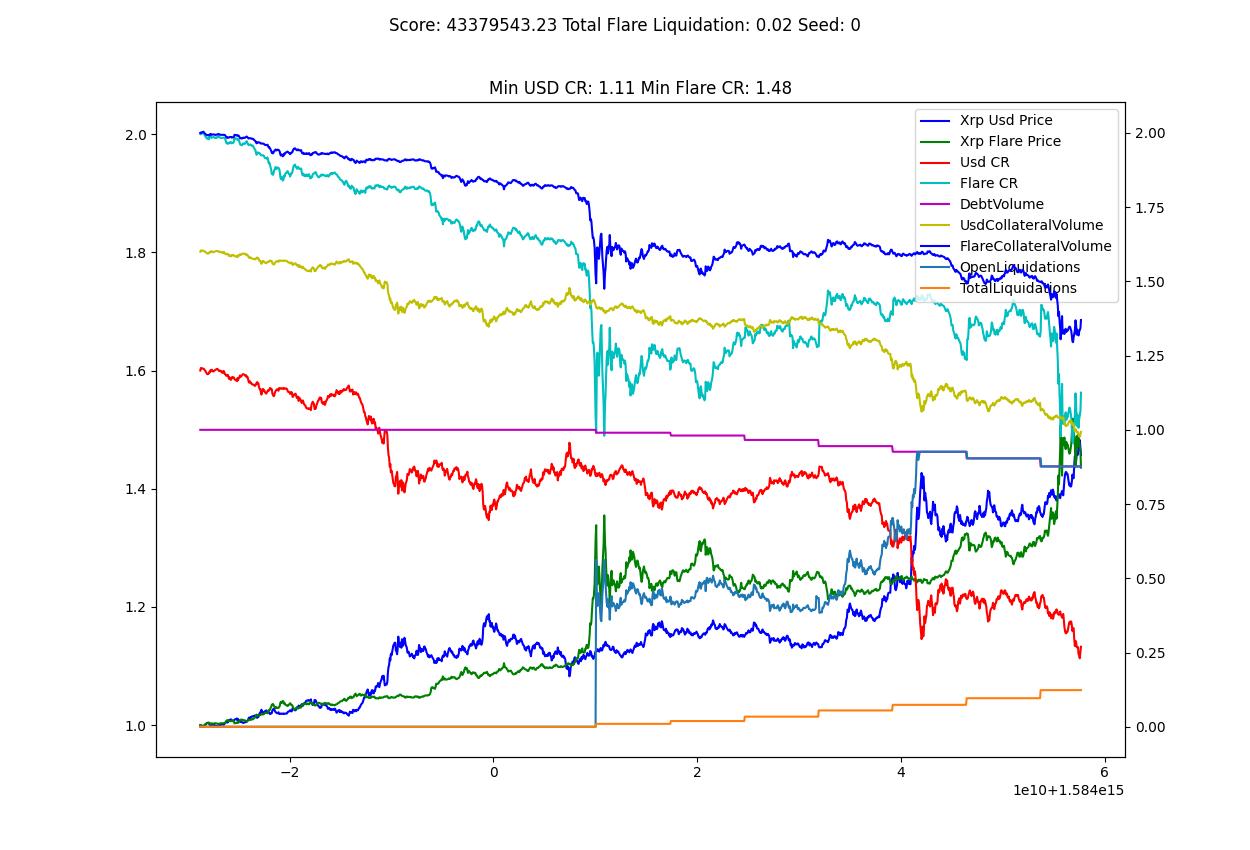 Score: 43379543.23 Total Flare Liquidation: 0.02 Seed: 0
Min USD CR: 1.11 Min Flare CR: 1.48
2.0
1.8
1.6
1.4
1.2
1.0
2.00
1.75
1.50
1.25
1.00
0.75
0.50
0.25
0.00
Xrp Usd Price
Xrp Flare Price
Usd CR
Flare CR
DebtVolume
UsdCollateralVolume
FlareCollateralVolume
OpenLiquidations
TotalLiquidations
−2 0 2 4 6
1e10+1.584e15